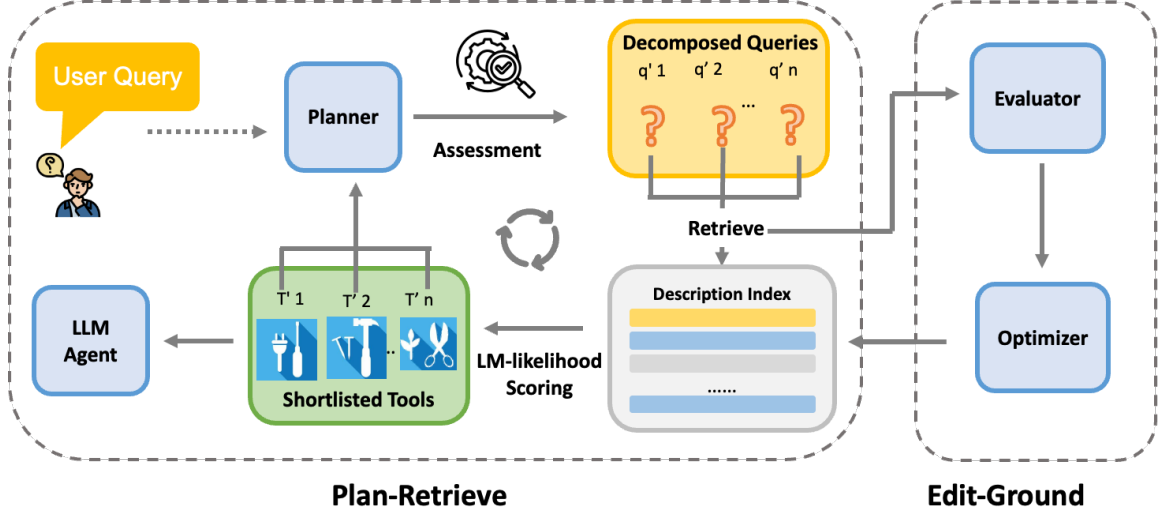 User Query
Planner
Assessment
Decomposed Queries
q' 1
q' 2
...
q' n
Evaluator
Retrieve
T' 1
T' 2
T' n
..
Shortlisted Tools
LLM
Agent
LM-likelihood
Scoring
Description Index
......
Optimizer
Plan-Retrieve
Edit-Ground